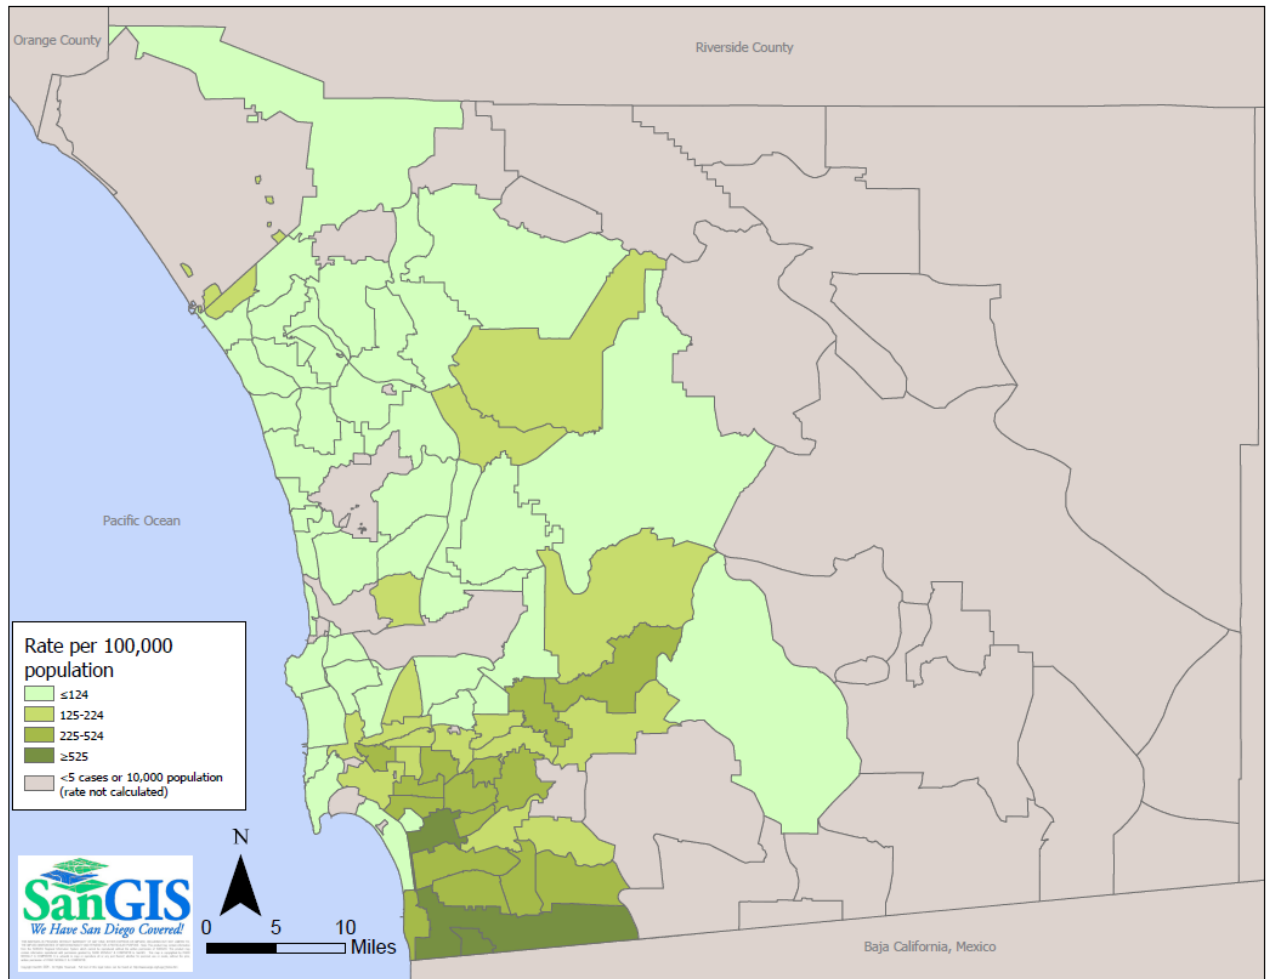 Orange County
Riverside County
Pacific Ocean
Rate per 100,000
population
≤124
125-224
225-524
≥525
<5 cases or 10,000 population
(rate not calculated)
N
0 5 10
Miles
SanGIS
We Have San Diego Covered!
Baja California, Mexico